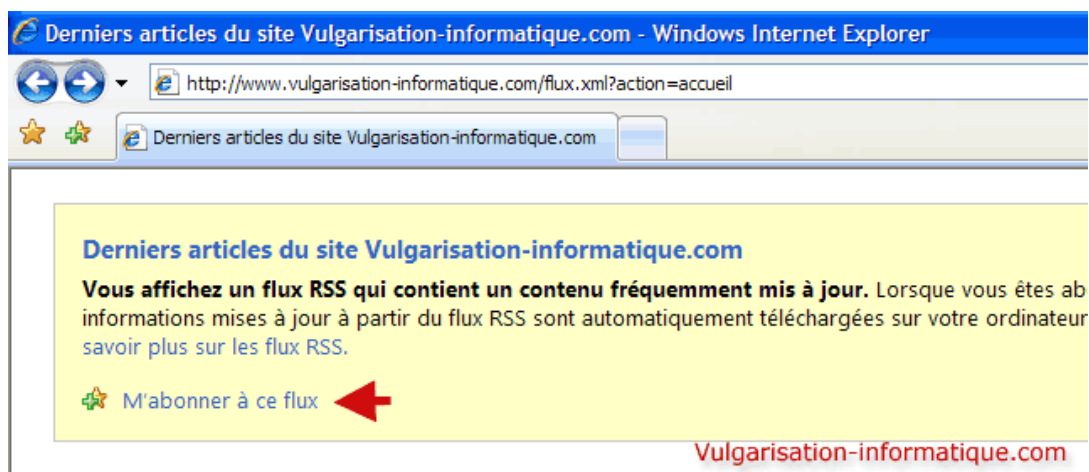 Derniers articles du site Vulgarisation-informatique.com - Windows Internet Explorer
http://www.vulgarisation-informatique.com/flux.xml?action=accueil
Derniers articles du site Vulgarisation-informatique.com
Derniers articles du site Vulgarisation-informatique.com
Vous affichez un flux RSS qui contient un contenu fréquemment mis à jour. Lorsque vous êtes ab
informations mises à jour à partir du flux RSS sont automatiquement téléchargées sur votre ordinateur
savoir plus sur les flux RSS.
M'abonner à ce flux
Vulgarisation-informatique.com